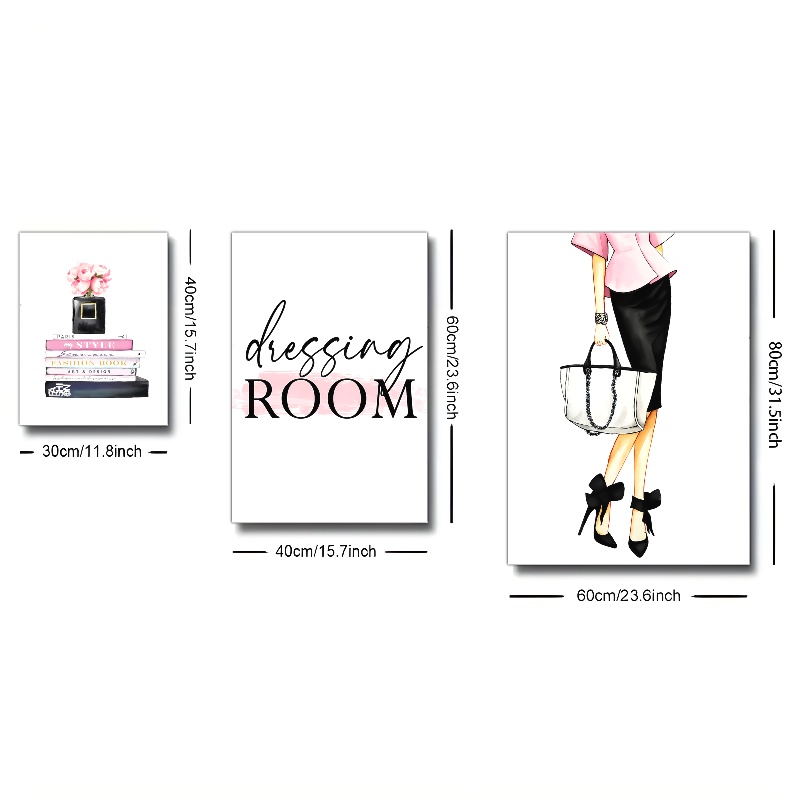 PARIS
my STYLE
FASHION BOOK
ART & DESIGN
40cm/15.7inch
30cm/11.8inch
dressing
ROOM
60cm/23.6inch
40cm/15.7inch
80cm/31.5inch
60cm/23.6inch